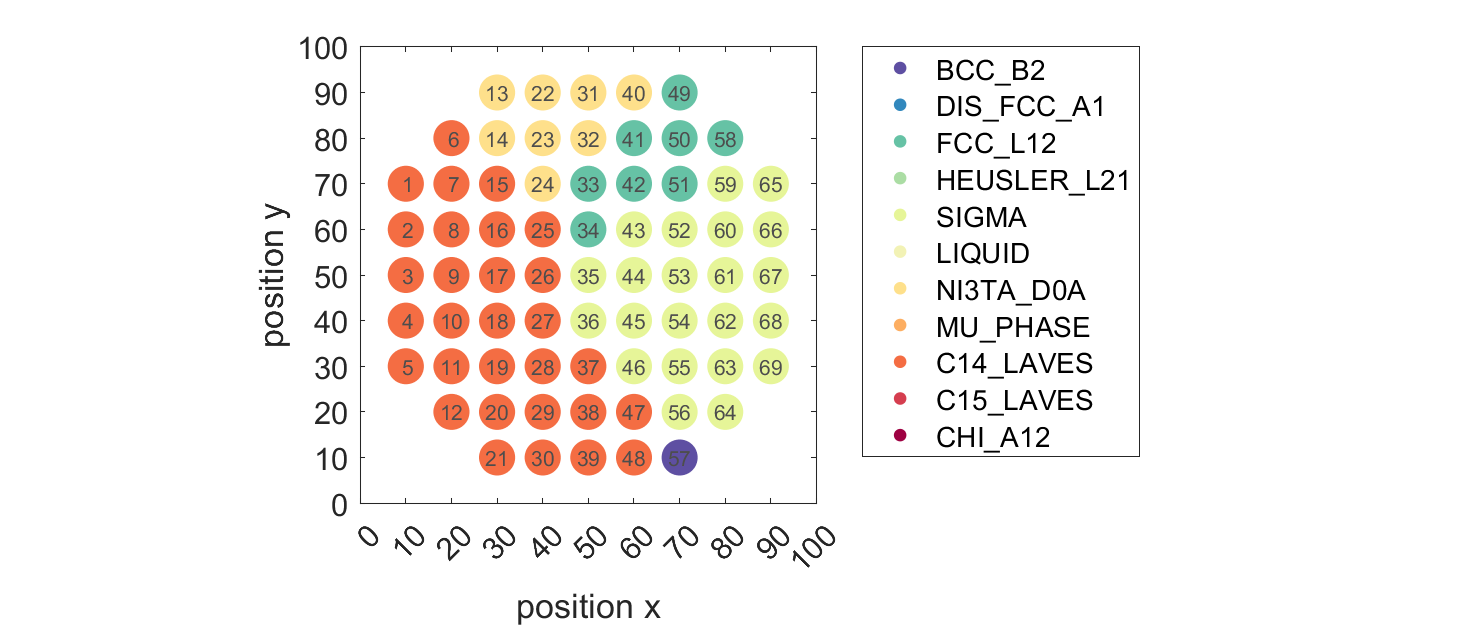 100
90
80
70
60
50
40
30
20
10
0
position y
13 22 31 40 49
6 14 23 32 41 50 58
1 7 15 24 33 42 51 59 65
2 8 16 25 34 43 52 60 66
3 9 17 26 35 44 53 61 67
4 10 18 27 36 45 54 62 68
5 11 19 28 37 46 55 63 69
12 20 29 38 47 56 64
21 30 39 48 57
0 10 20 30 40 50 60 70 80 90 100
position x
BCC_B2
DIS_FCC_A1
FCC_L12
HEUSLER_L21
SIGMA
LIQUID
NI3TA_D0A
MU_PHASE
C14_LAVES
C15_LAVES
CHI_A12